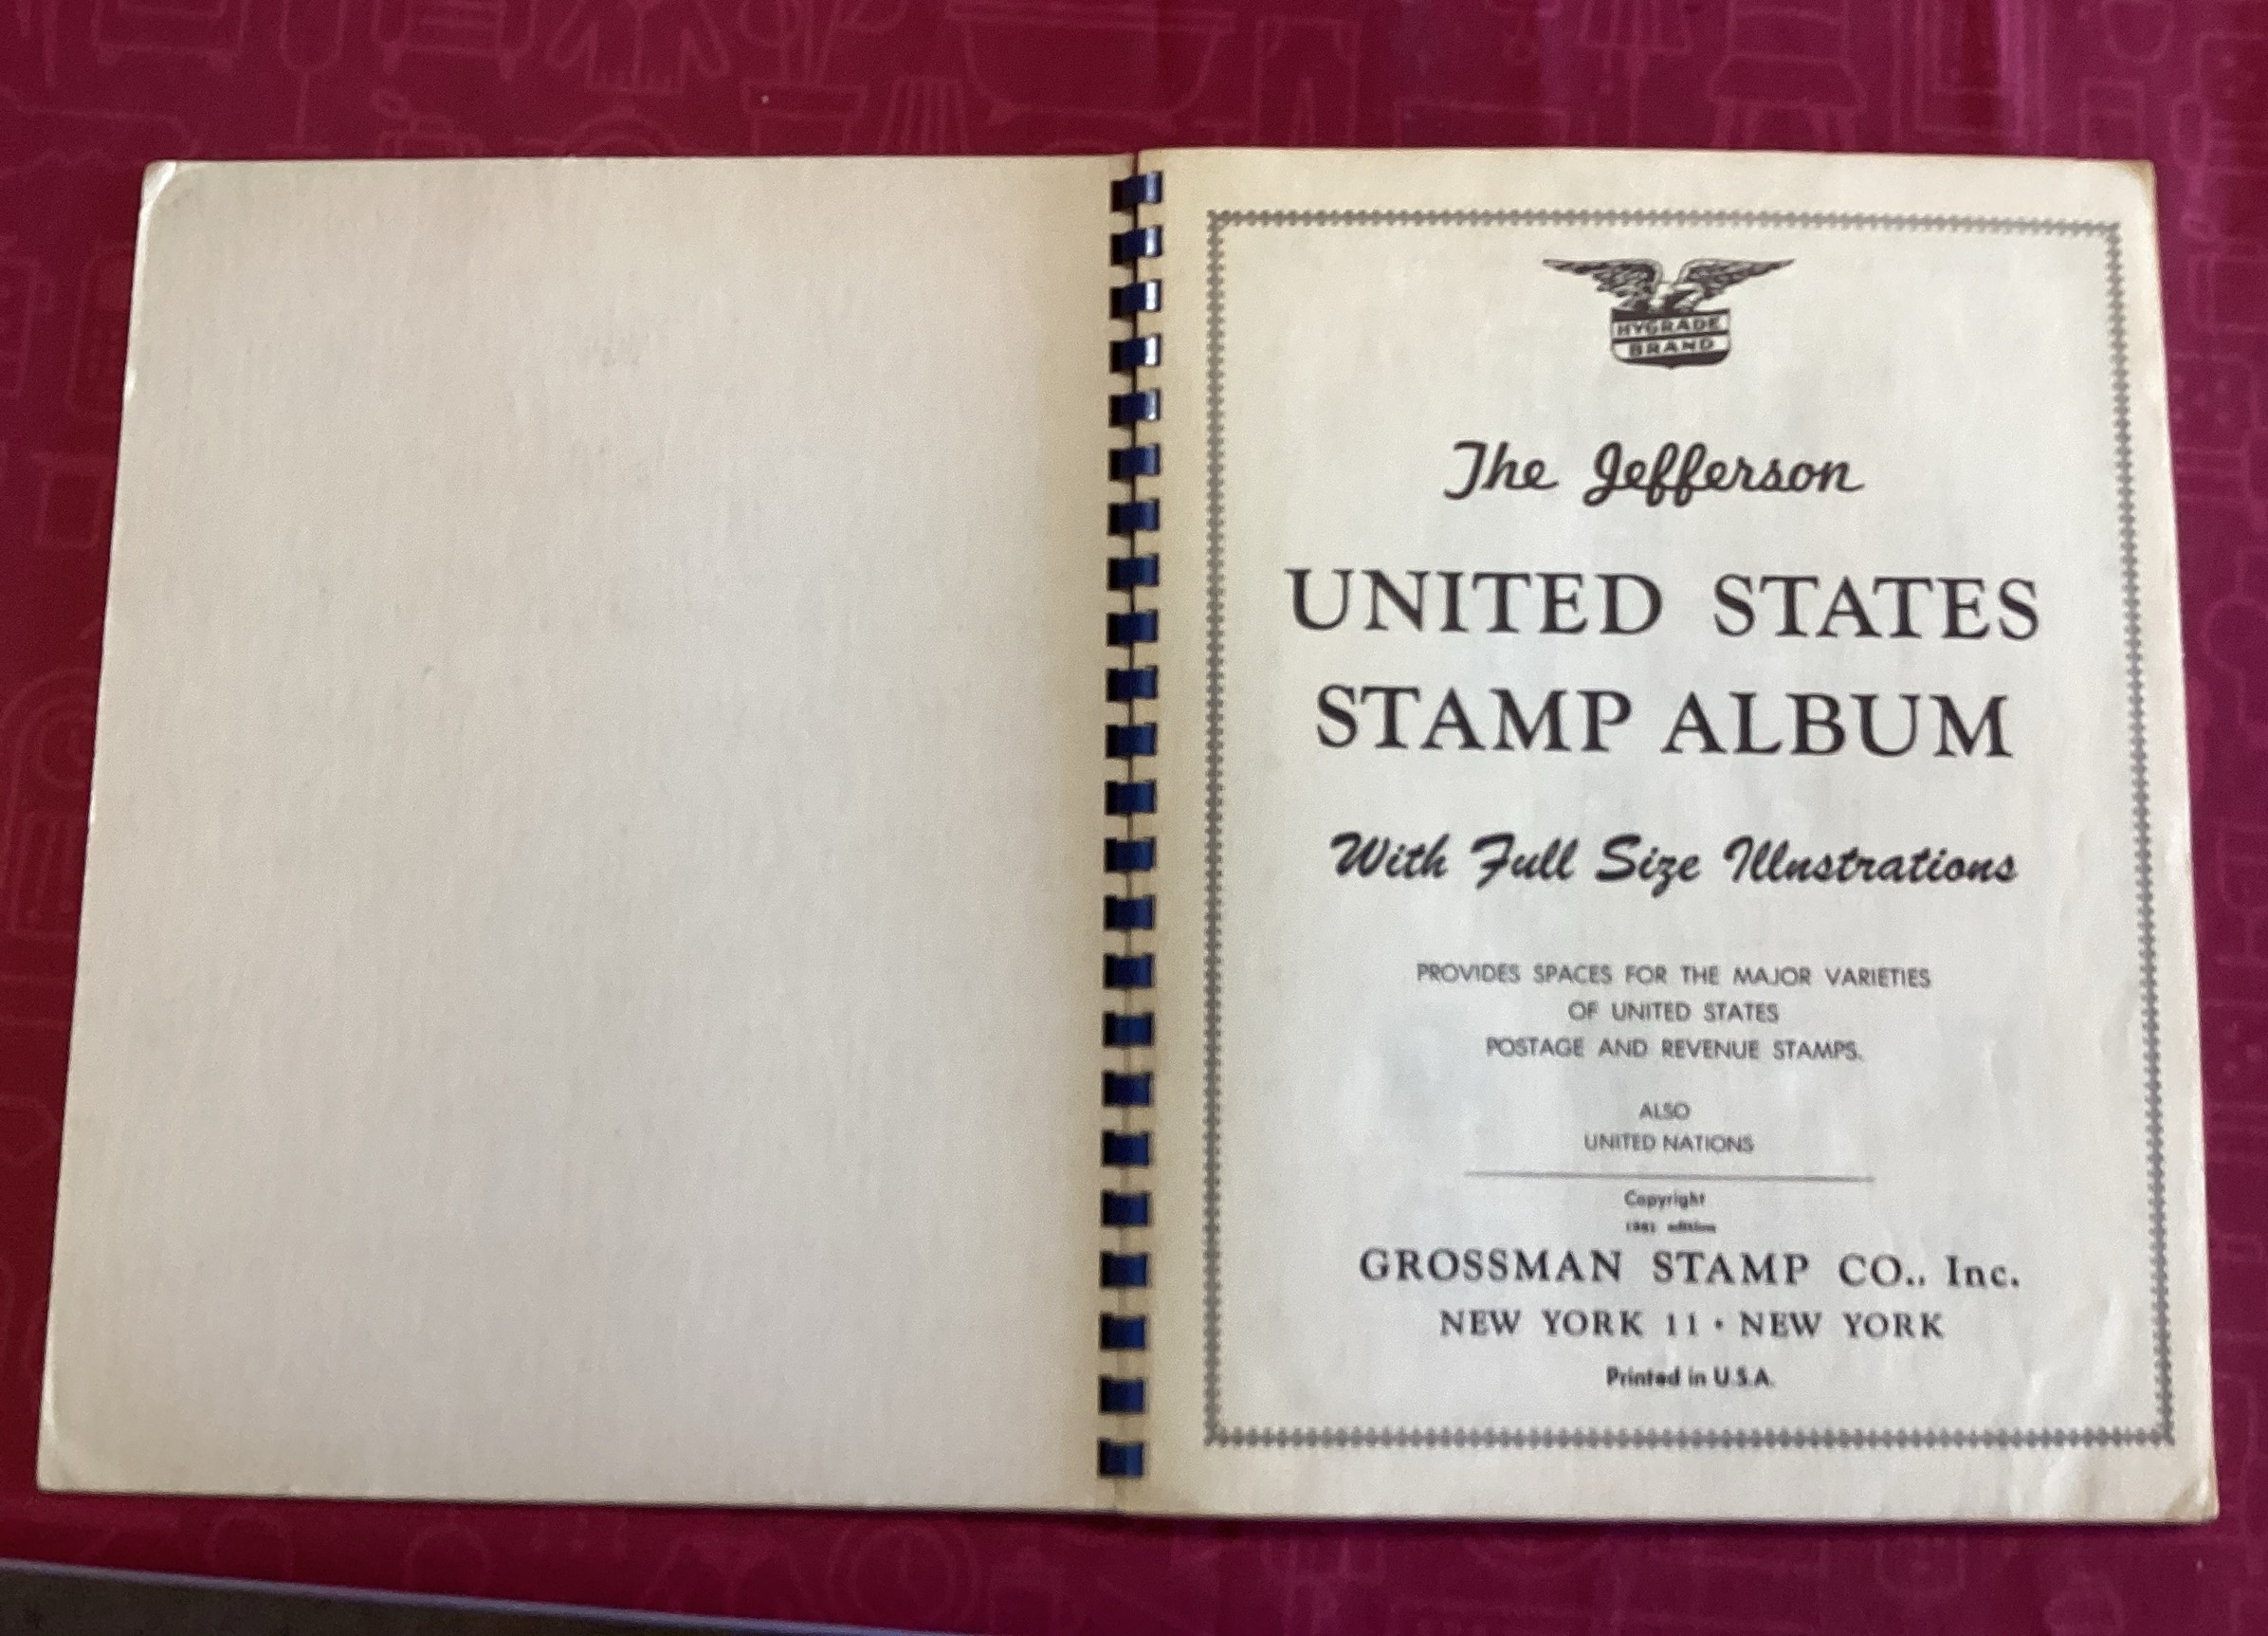 HYGRADE
BRAND
The Jefferson
UNITED STATES
STAMP ALBUM
With Full Size Illnstrations
PROVIDES SPACES FOR THE MAJOR VARIETIES
OF UNITED STATES
POSTAGE AND REVENUE STAMPS.
ALSO
UNITED NATIONS
Copyright
edition
GROSSMAN STAMP CO., Inc.
NEW YORK 11 • NEW YORK
Printed in U.S.A.